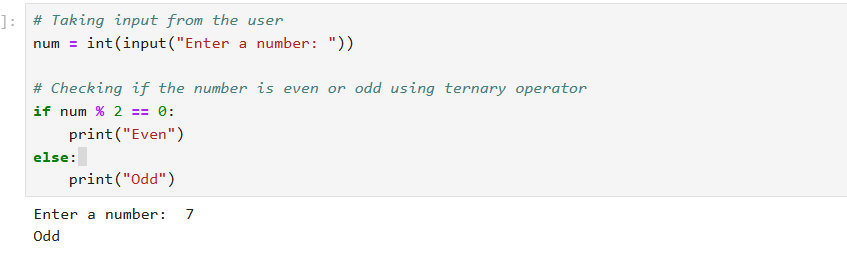 ]:
# Taking input from the user
num = int(input("Enter a number: "))
# Checking if the number is even or odd using ternary operator
if num % 2 == 0:
    print("Even")
else:
    print("Odd")
Enter a number:  7
Odd